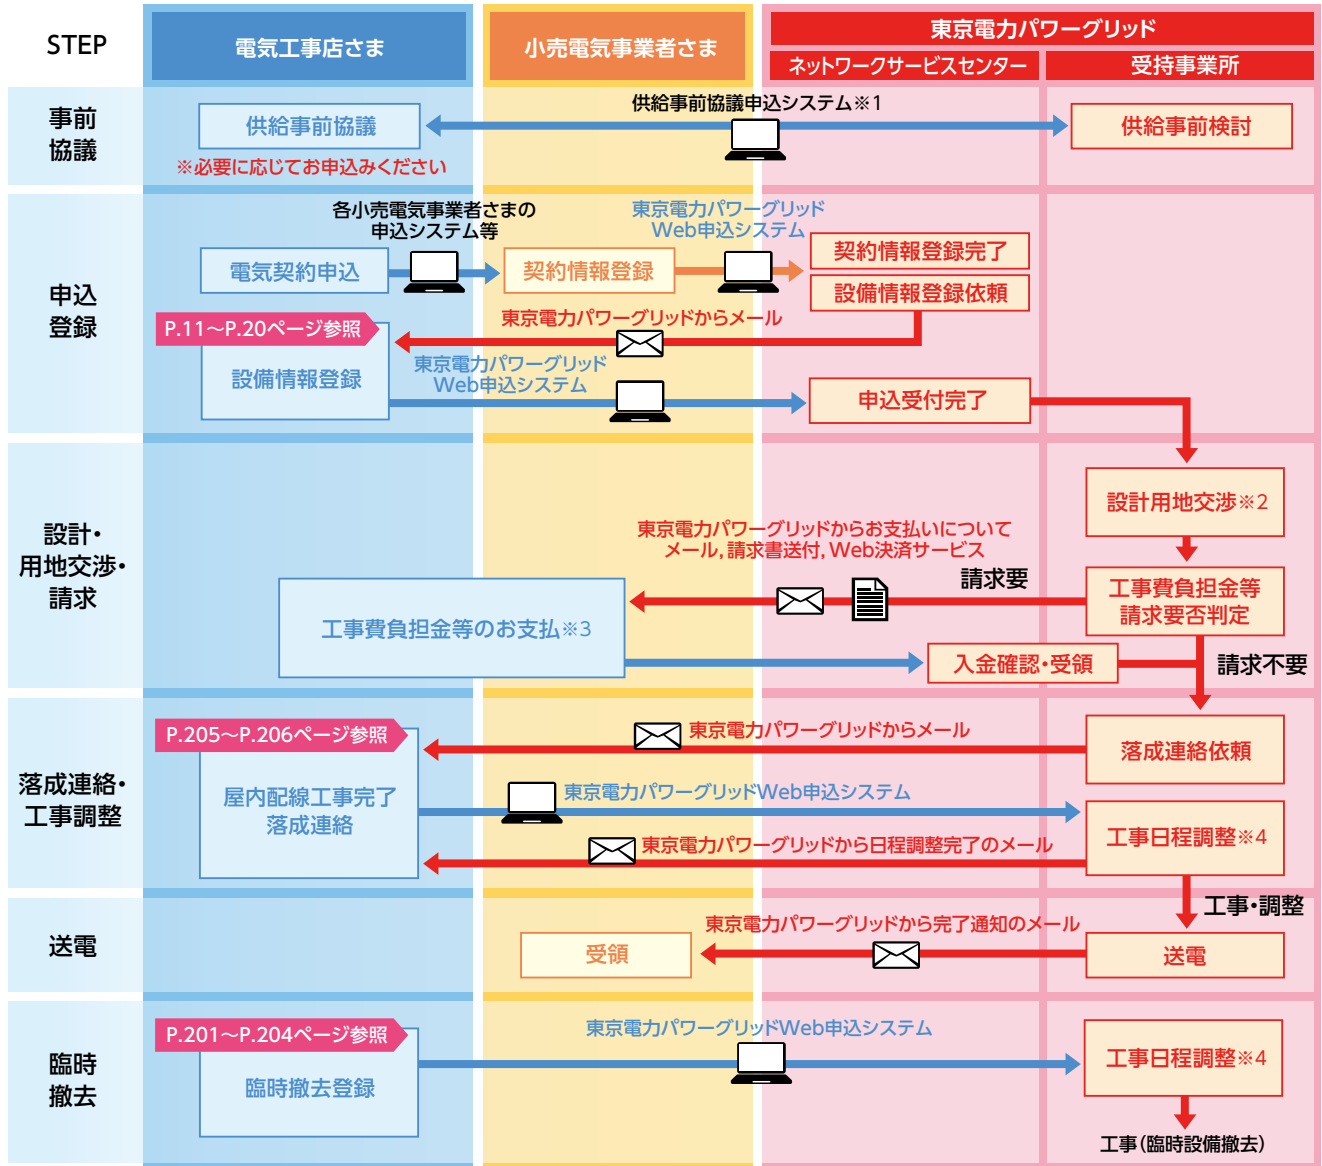 STEP
電気工事店さま
小売電気事業者さま
東京電力パワーグリッド
ネットワークサービスセンター
受持事業所
事前
協議
供給事前協議
※必要に応じてお申込みください
供給事前協議申込システム※1
供給事前検討
申込
登録
各小売電気事業者さまの
申込システム等
東京電力パワーグリッド
Web申込システム
電気契約申込
契約情報登録
契約情報登録完了
設備情報登録依頼
東京電力パワーグリッドからメール
P.11～P.20ページ参照
設備情報登録
東京電力パワーグリッド
Web申込システム
申込受付完了
設計・
用地交渉・
請求
設計用地交渉※2
東京電力パワーグリッドからお支払いについて
メール,請求書送付,Web決済サービス
請求要
工事費負担金等
請求要否判定
工事費負担金等のお支払※3
入金確認・受領
請求不要
落成連絡・
工事調整
P.205～P.206ページ参照
東京電力パワーグリッドからメール
落成連絡依頼
屋内配線工事完了
落成連絡
東京電力パワーグリッドWeb申込システム
東京電力パワーグリッドから日程調整完了のメール
工事日程調整※4
工事・調整
送電
東京電力パワーグリッドから完了通知のメール
受領
送電
臨時
撤去
P.201～P.204ページ参照
臨時撤去登録
東京電力パワーグリッドWeb申込システム
工事日程調整※4
工事（臨時設備撤去）